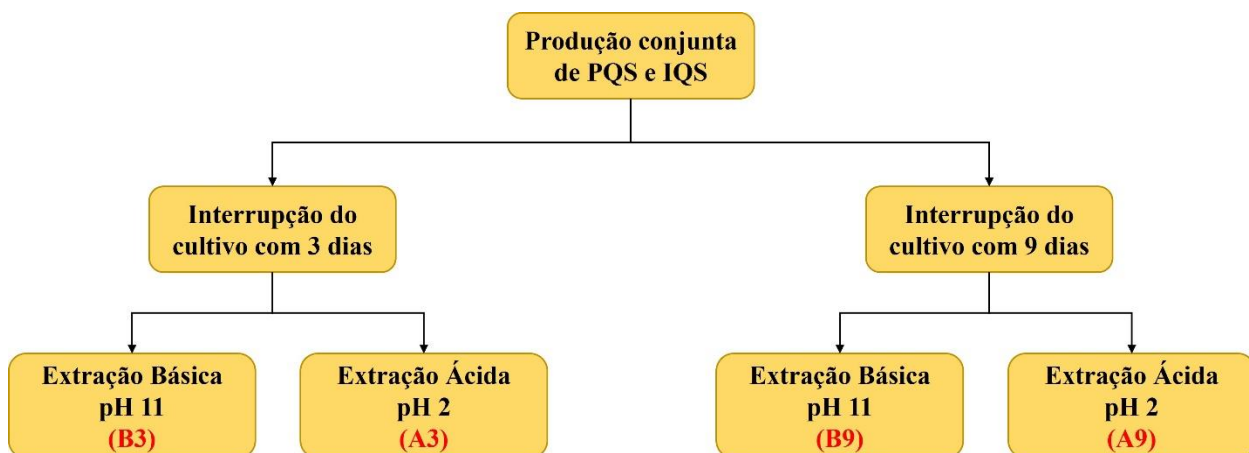 Produção conjunta
de PQS e IQS
Interrupção do
cultivo com 3 dias
Interrupção do
cultivo com 9 dias
Extração Básica
pH 11
(B3)
Extração Ácida
pH 2
(A3)
Extração Básica
pH 11
(B9)
Extração Ácida
pH 2
(A9)